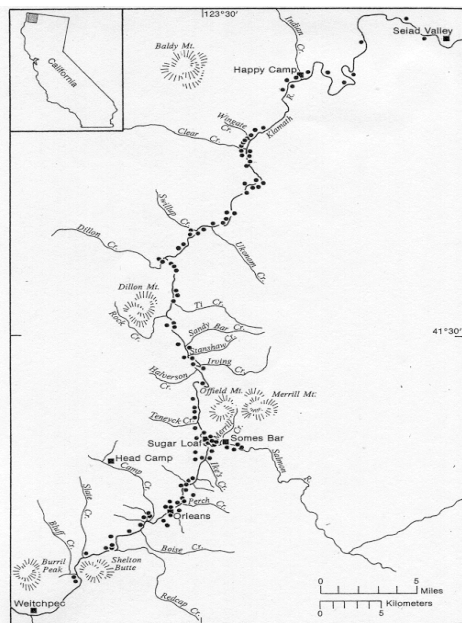 123°30'
California
Baldy Mt.
Indian Cr.
Seiad Valley
Happy Camp
Wingate Cr.
Klamath R.
Clear Cr.
Swillup Cr.
Dillon Cr.
Ukonom Cr.
Dillon Mt.
Ti Cr.
Rock Cr.
Sandy Bar Cr.
Stanshaw Cr.
41°30'
Irving Cr.
Halverson Cr.
Offield Mt.
Merrill Mt.
Teneyck Cr.
Merrill Cr.
Sugar Loaf
Somes Bar
Salmon R.
Head Camp
Camp Cr.
Ike's Cr.
Slate Cr.
Perch Cr.
Orleans
Bluff Cr.
Boise Cr.
Burril Peak
Shelton Butte
Redcap Cr.
Weitchpec
0 5
Miles
0 5
Kilometers